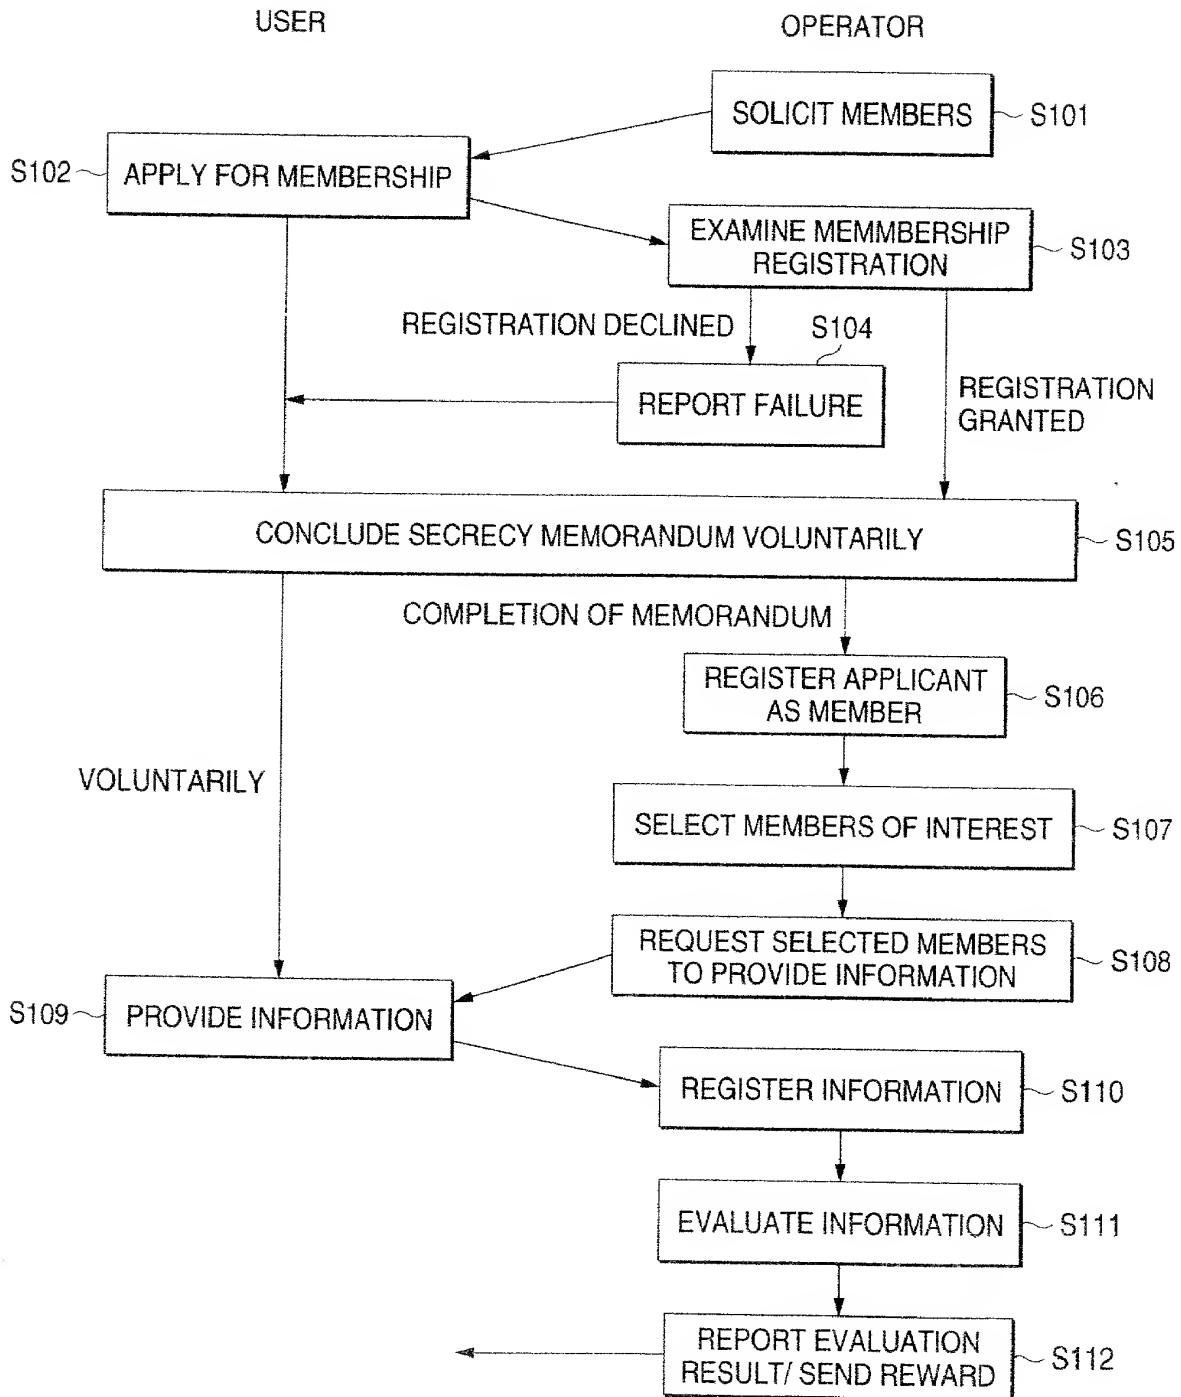 USER
OPERATOR
SOLICIT MEMBERS
S101
S102
APPLY FOR MEMBERSHIP
EXAMINE MEMMBERSHIP
REGISTRATION
S103
REGISTRATION DECLINED
S104
REPORT FAILURE
REGISTRATION
GRANTED
CONCLUDE SECRECY MEMORANDUM VOLUNTARILY
S105
COMPLETION OF MEMORANDUM
REGISTER APPLICANT
AS MEMBER
S106
VOLUNTARILY
SELECT MEMBERS OF INTEREST
S107
REQUEST SELECTED MEMBERS
TO PROVIDE INFORMATION
S108
S109
PROVIDE INFORMATION
REGISTER INFORMATION
S110
EVALUATE INFORMATION
S111
REPORT EVALUATION
RESULT/ SEND REWARD
S112